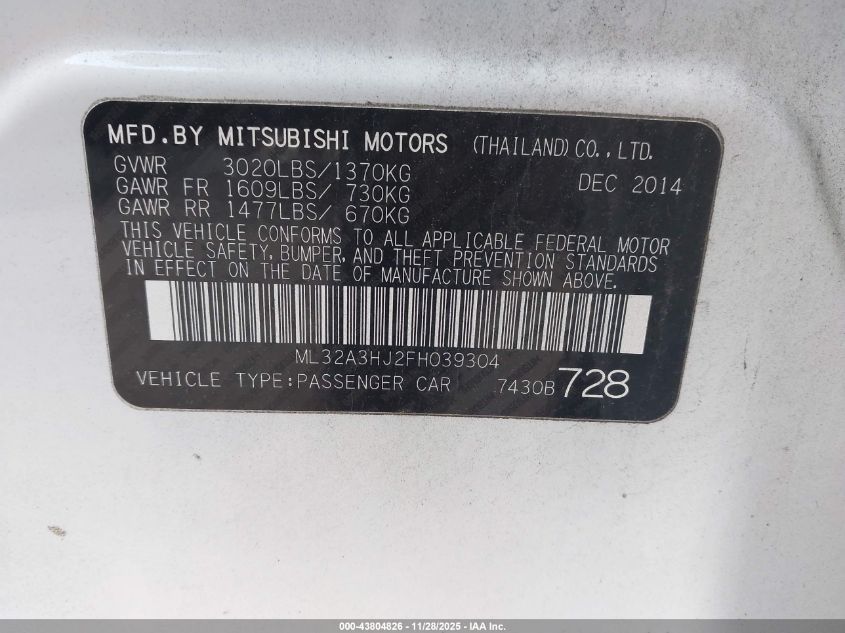 MFD.BY MITSUBISHI MOTORS (THAILAND) CO.,LTD.
GVWR 3020LBS/1370KG DEC 2014
GAWR FR 1609LBS/ 730KG
GAWR RR 1477LBS/ 670KG
THIS VEHICLE CONFORMS TO ALL APPLICABLE FEDERAL MOTOR
VEHICLE SAFETY, BUMPER, AND THEFT PREVENTION STANDARDS
IN EFFECT ON THE DATE OF MANUFACTURE SHOWN ABOVE.
ML32A3HJ2FH039304
VEHICLE TYPE:PASSENGER CAR 7430B 728
000-43804826 - 11/28/2025 - IAA Inc.